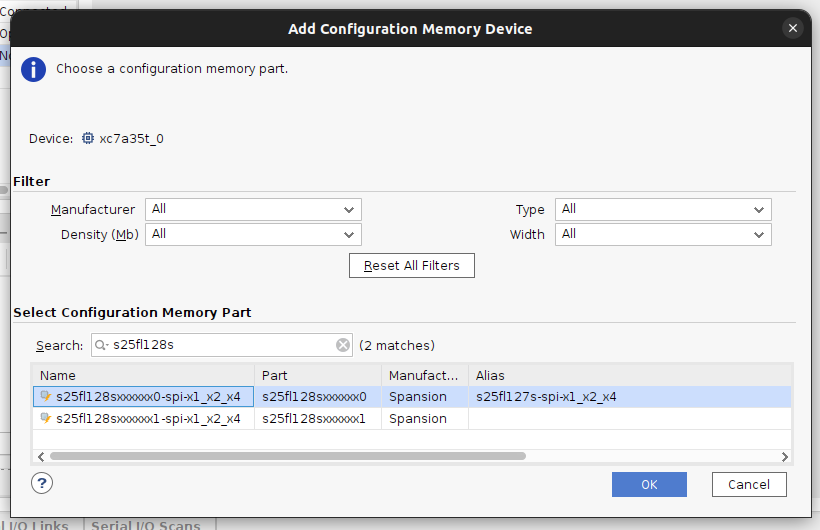 Connected
Add Configuration Memory Device
Choose a configuration memory part.
Device: xc7a35t_0
Filter
Manufacturer All Type All
Density (Mb) All Width All
Reset All Filters
Select Configuration Memory Part
Search: s25fl128s (2 matches)
Name Part Manufact... Alias
s25fl128sxxxxxx0-spi-x1_x2_x4 s25fl128sxxxxxx0 Spansion s25fl127s-spi-x1_x2_x4
s25fl128sxxxxxx1-spi-x1_x2_x4 s25fl128sxxxxxx1 Spansion
? OK Cancel
I/O Links Serial I/O Scans